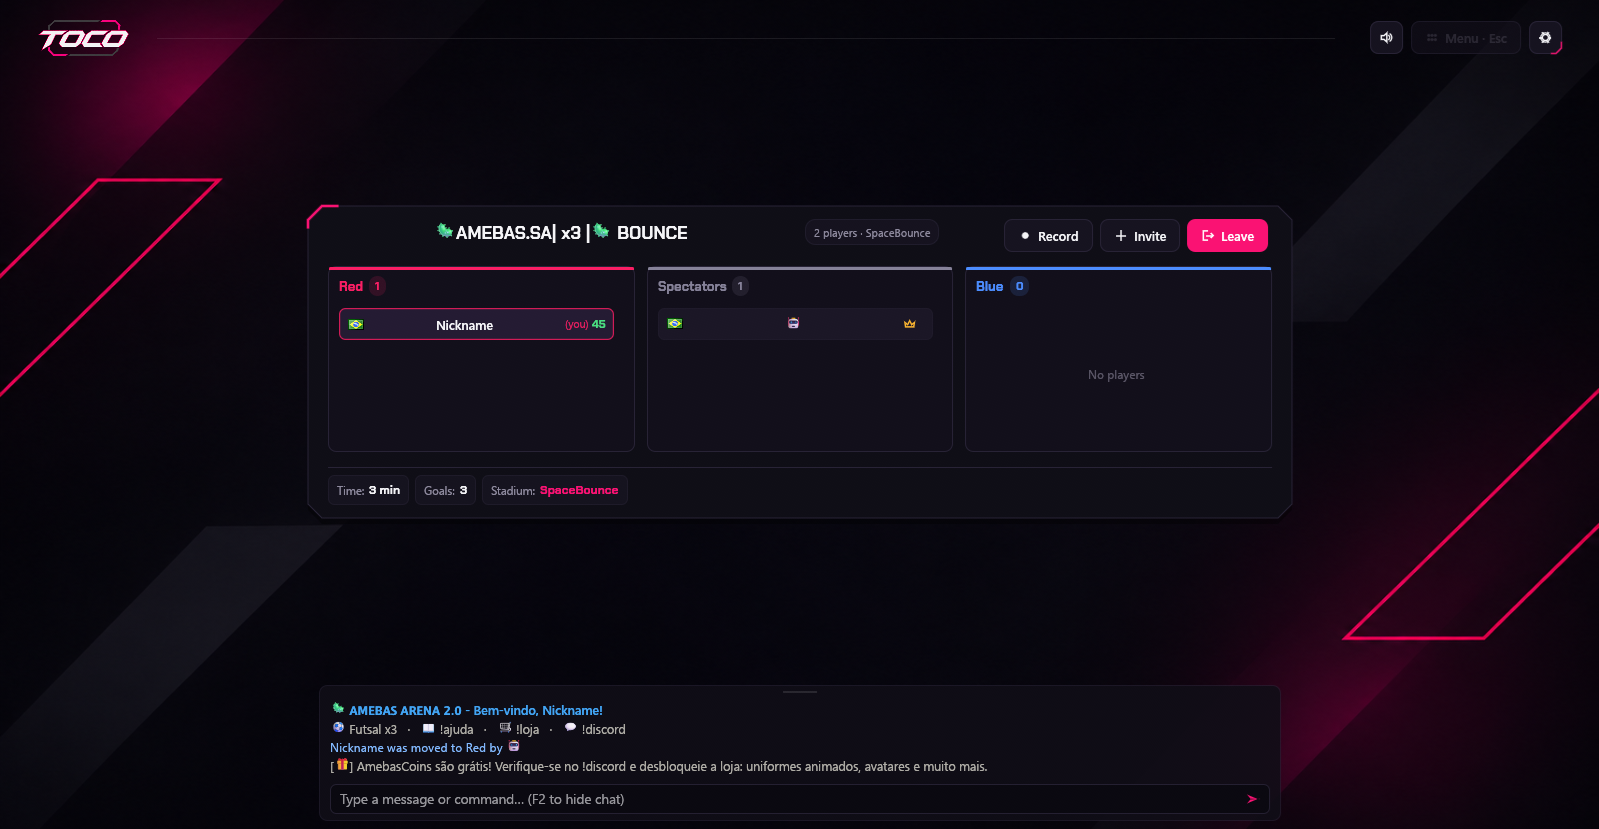 TOCO
Menu · Esc
AMEBAS.SA| x3 | BOUNCE
2 players · SpaceBounce
Record
Invite
Leave
Red 1
Nickname (you) 45
Spectators 1
Blue 0
No players
Time: 3 min
Goals: 3
Stadium: SpaceBounce
AMEBAS ARENA 2.0 - Bem-vindo, Nickname!
Futsal x3 · !ajuda · !loja · !discord
Nickname was moved to Red by
[ ] AmebasCoins são grátis! Verifique-se no !discord e desbloqueie a loja: uniformes animados, avatares e muito mais.
Type a message or command... (F2 to hide chat)